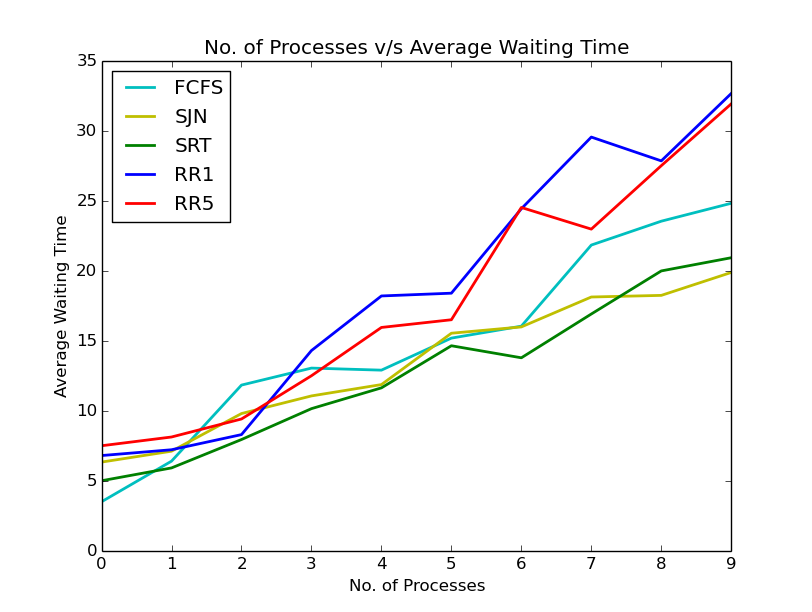 No. of Processes v/s Average Waiting Time
35
30
25
20
15
10
5
0
Average Waiting Time
FCFS
SJN
SRT
RR1
RR5
0 1 2 3 4 5 6 7 8 9
No. of Processes